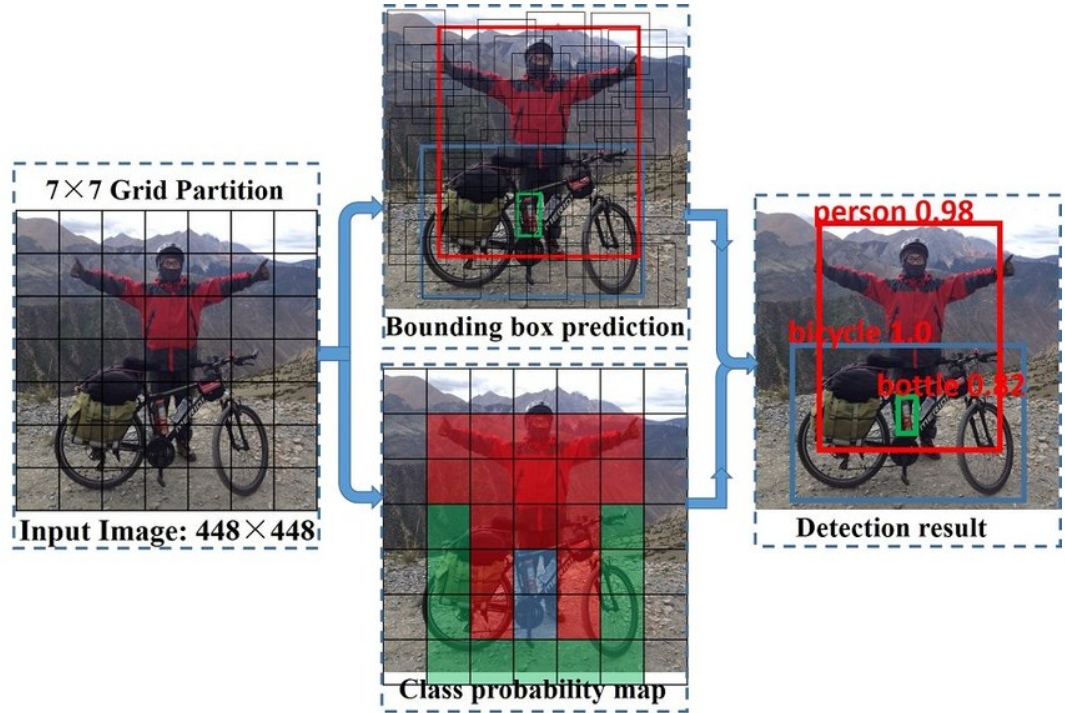 7×7 Grid Partition
Input Image: 448×448
Bounding box prediction
Class probability map
person 0.98
bicycle 1.0
bottle 0.82
Detection result